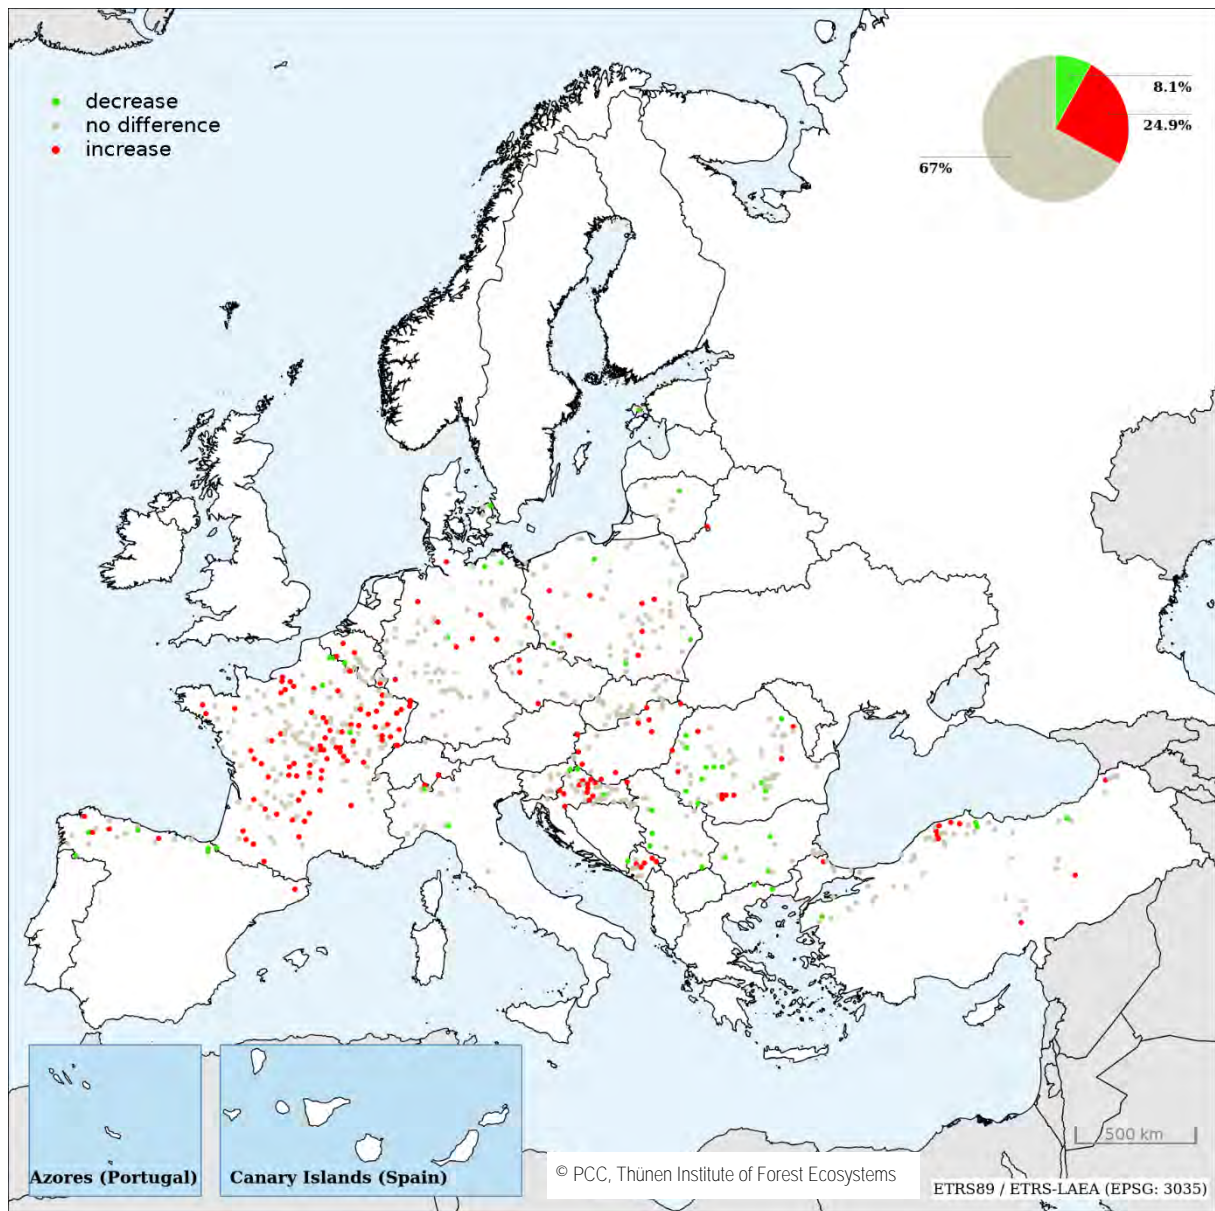 decrease
no difference
increase
8.1%
24.9%
67%
500 km
Azores (Portugal)
Canary Islands (Spain)
© PCC, Thünen Institute of Forest Ecosystems
ETRS89 / ETRS-LAEA (EPSG: 3035)